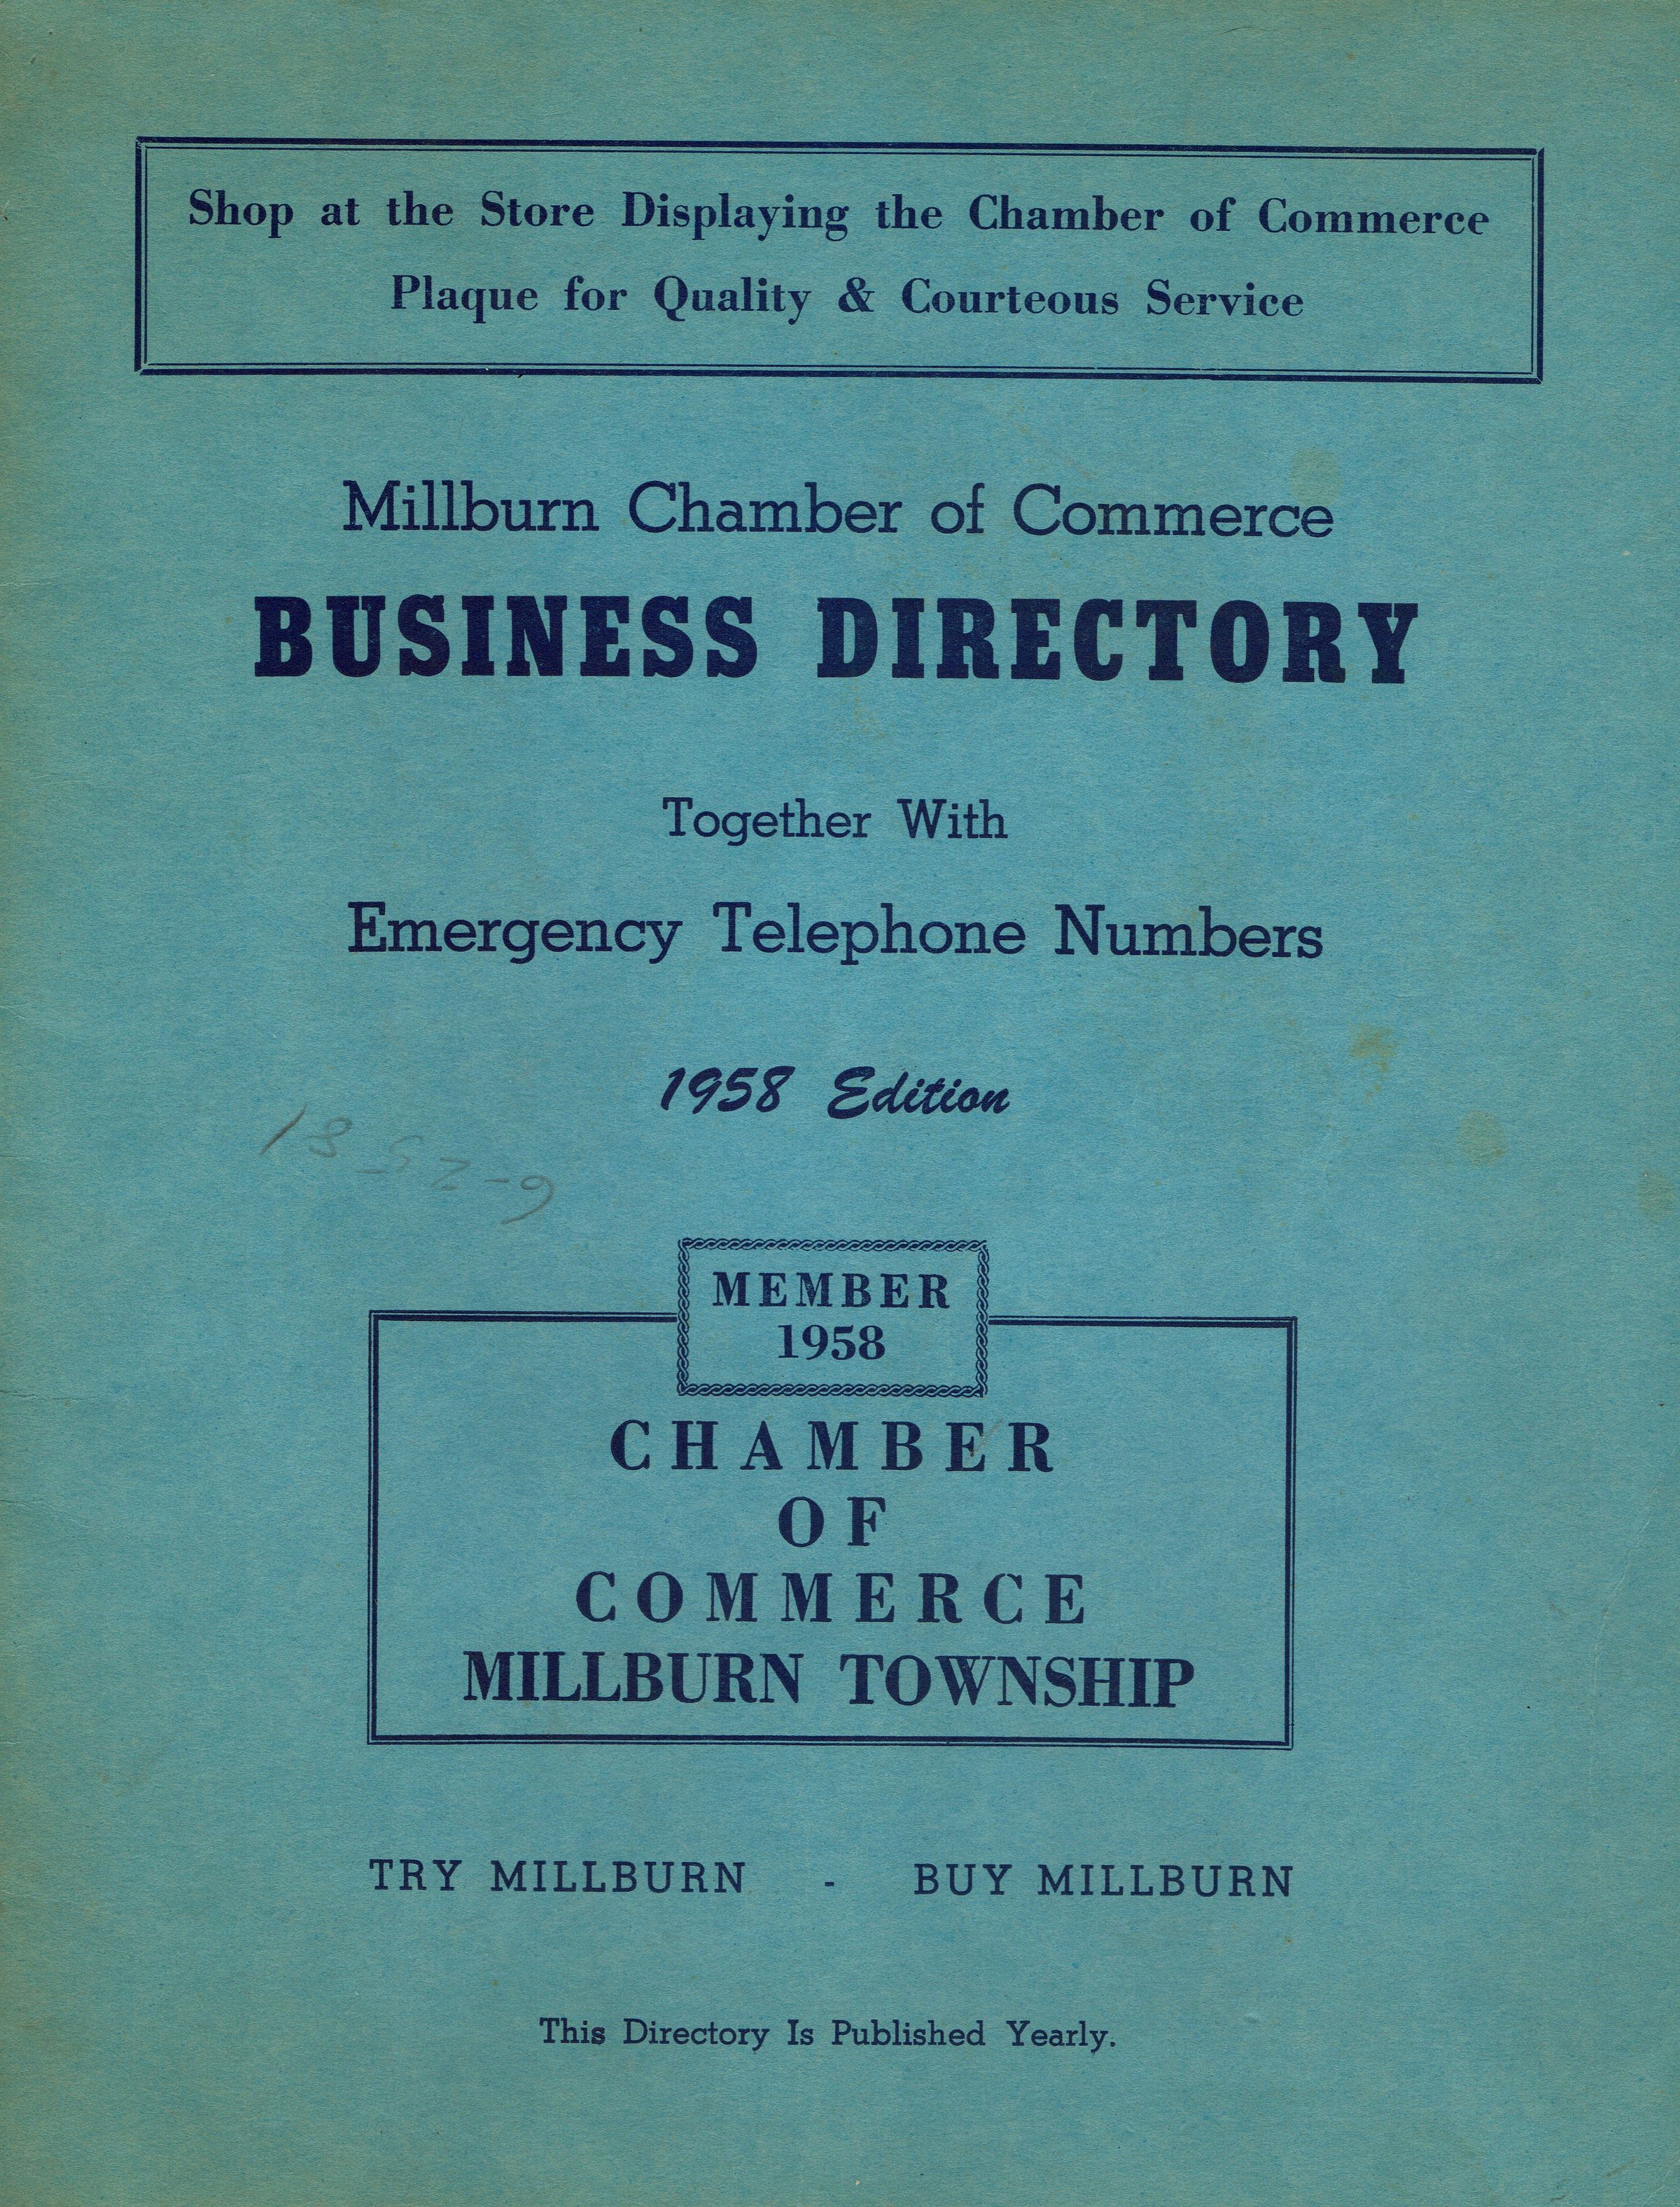 Shop at the Store Displaying the Chamber of Commerce
Plaque for Quality & Courteous Service
Millburn Chamber of Commerce
BUSINESS DIRECTORY
Together With
Emergency Telephone Numbers
1958 Edition
MEMBER
1958
CHAMBER
OF
COMMERCE
MILLBURN TOWNSHIP
TRY MILLBURN - BUY MILLBURN
This Directory Is Published Yearly.